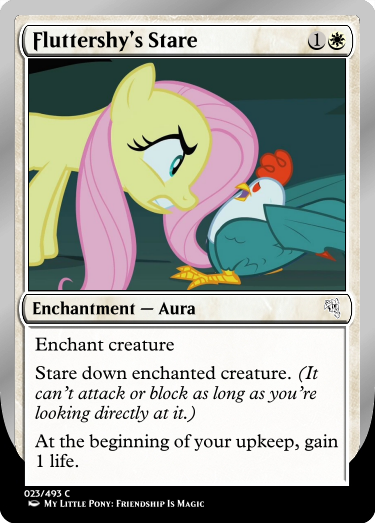 Fluttershy's Stare 1
Enchantment — Aura
Enchant creature
Stare down enchanted creature. (It
can't attack or block as long as you're
looking directly at it.)
At the beginning of your upkeep, gain
1 life.
023/493 C
My Little Pony: Friendship Is Magic